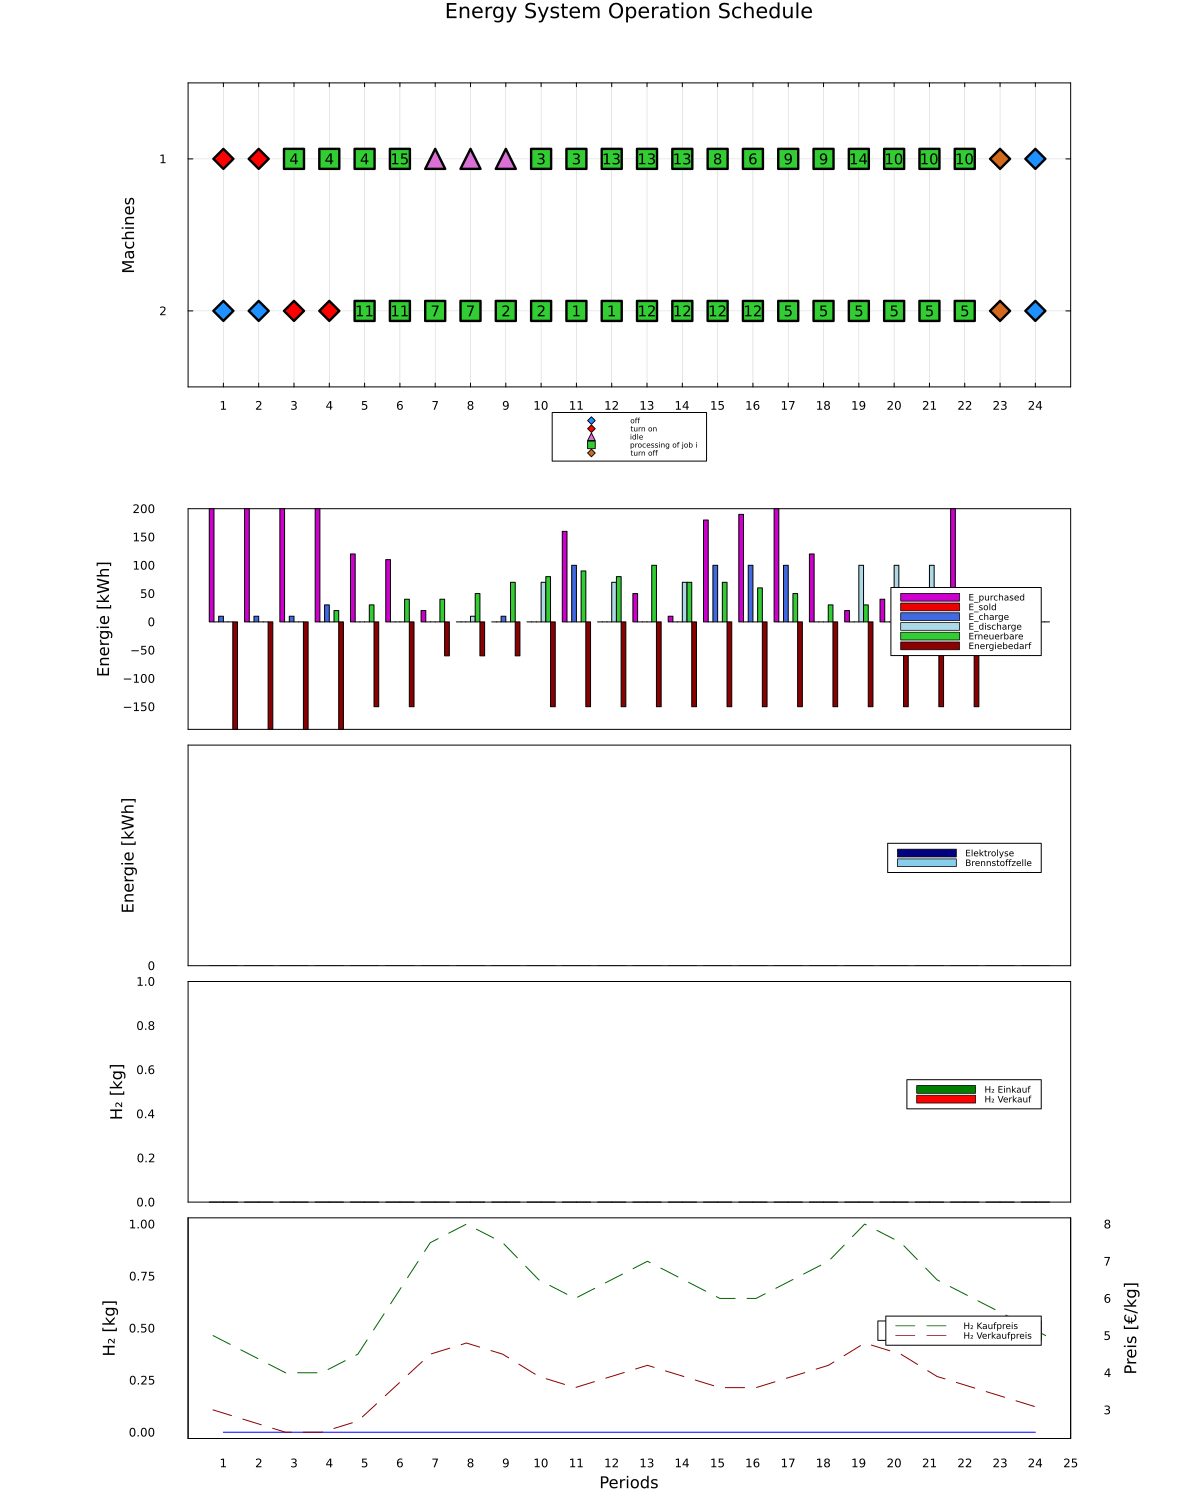 Energy System Operation Schedule
1
4 4 4 15 3 3 13 13 13 8 6 9 9 14 10 10 10
Machines
2
11 11 7 7 2 2 1 1 12 12 12 12 5 5 5 5 5 5
1 2 3 4 5 6 7 8 9 10 11 12 13 14 15 16 17 18 19 20 21 22 23 24
off
turn on
idle
processing of job i
turn off
Energie [kWh]
200
150
100
50
0
−50
−100
−150
E_purchased
E_sold
E_charge
E_discharge
Erneuerbare
Energiebedarf
Energie [kWh]
0
Elektrolyse
Brennstoffzelle
H₂ [kg]
1.0
0.8
0.6
0.4
0.2
0.0
H₂ Einkauf
H₂ Verkauf
H₂ [kg]
1.00
0.75
0.50
0.25
0.00
H₂ Kaufpreis
H₂ Verkaufpreis
8
7
6
5
4
3
Preis [€/kg]
1 2 3 4 5 6 7 8 9 10 11 12 13 14 15 16 17 18 19 20 21 22 23 24 25
Periods